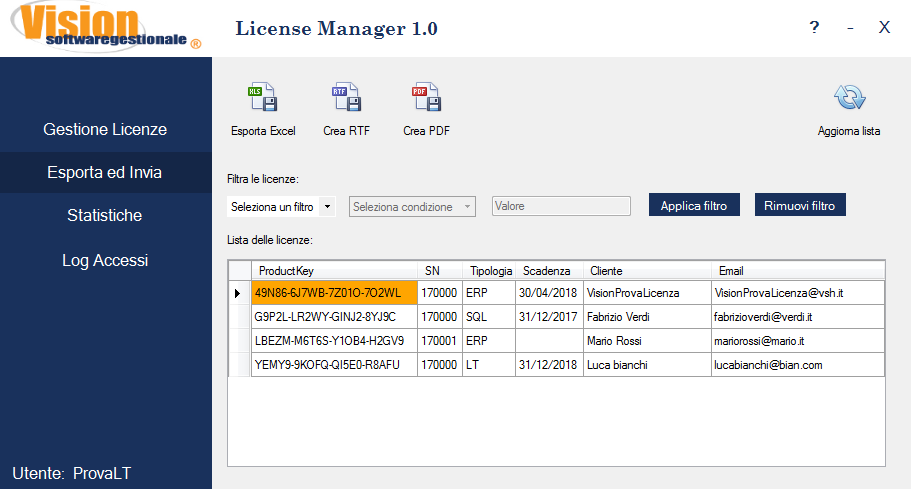 Vision
softwaregestionale ®
License Manager 1.0
? - X
Gestione Licenze
Esporta ed Invia
Statistiche
Log Accessi
Utente: ProvaLT
XLS RTF PDF
Esporta Excel Crea RTF Crea PDF Aggiorna lista
Filtra le licenze:
Seleziona un filtro Seleziona condizione Valore Applica filtro Rimuovi filtro
Lista delle licenze:
ProductKey SN Tipologia Scadenza Cliente Email
49N86-6J7WB-7Z01O-7O2WL 170000 ERP 30/04/2018 VisionProvaLicenza VisionProvaLicenza@vsh.it
G9P2L-LR2WY-GINJ2-8YJ9C 170000 SQL 31/12/2017 Fabrizio Verdi fabrizioverdi@verdi.it
LBEZM-M6T6S-Y1OB4-H2GV9 170001 ERP Mario Rossi mariorossi@mario.it
YEMY9-9KOFQ-QI5E0-R8AFU 170000 LT 31/12/2018 Luca bianchi lucabianchi@bian.com